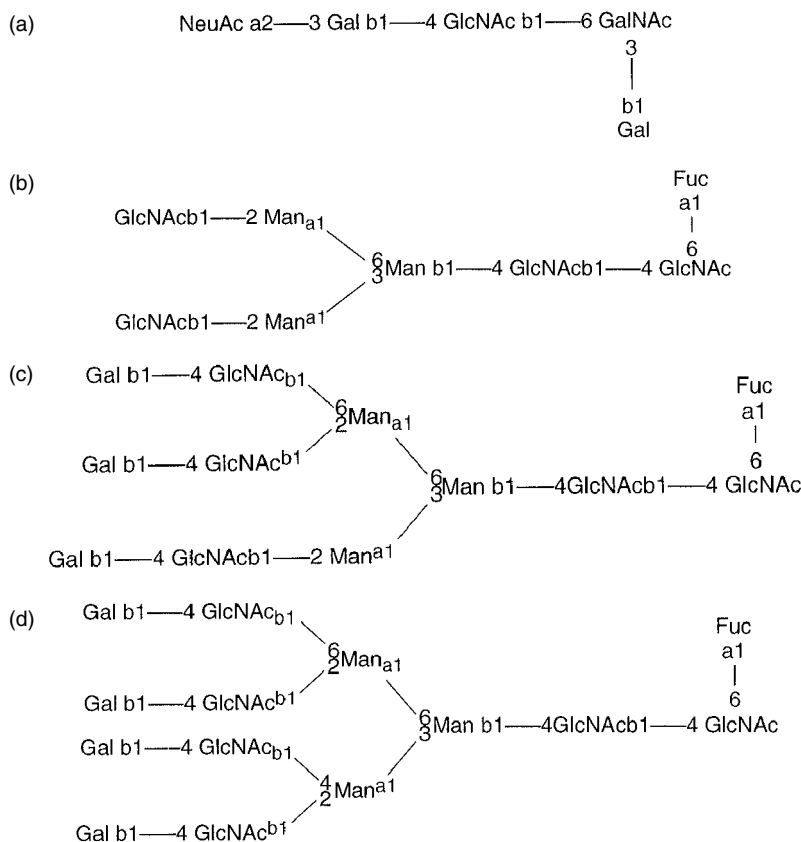 (a)
NeuAc a2—3 Gal b1—4 GlcNAc b1—6 GalNAc
3
b1
Gal
(b)
Fuc
a1
6
GlcNAcb1—2 Man a1
6
3 Man b1—4 GlcNAcb1—4 GlcNAc
GlcNAcb1—2 Man a1
(c)
Gal b1—4 GlcNAc b1
Fuc
a1
6
6
2 Man a1
Gal b1—4 GlcNAc b1
6
3 Man b1—4GlcNAcb1—4 GlcNAc
Gal b1—4 GlcNAcb1—2 Man a1
(d)
Gal b1—4 GlcNAc b1
Fuc
a1
6
6
2 Man a1
Gal b1—4 GlcNAc b1
6
3 Man b1—4GlcNAcb1—4 GlcNAc
Gal b1—4 GlcNAc b1
4
2 Man a1
Gal b1—4 GlcNAc b1